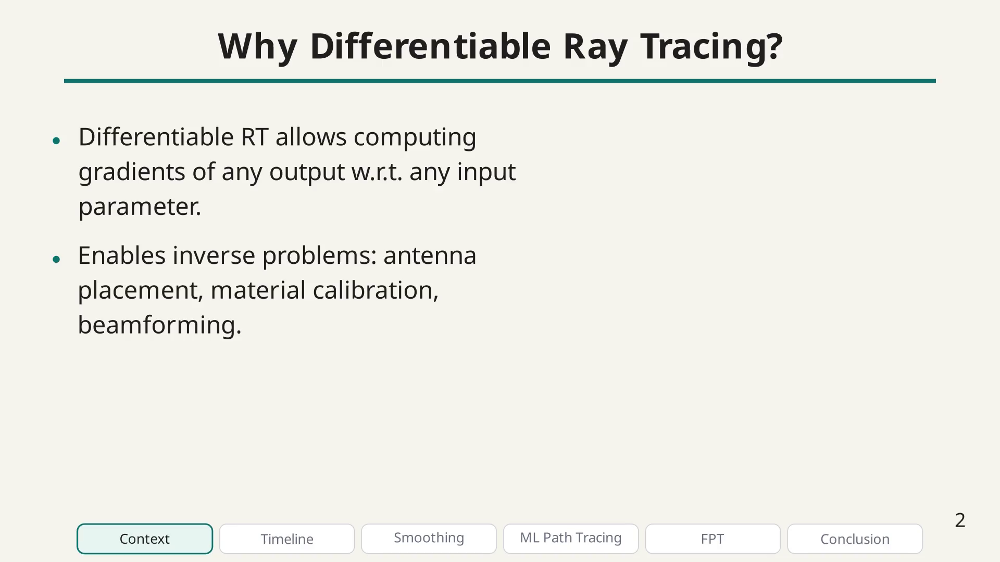 Why Differentiable Ray Tracing?
• Differentiable RT allows computing
gradients of any output w.r.t. any input
parameter.
• Enables inverse problems: antenna
placement, material calibration,
beamforming.
2
Context
Timeline
Smoothing
ML Path Tracing
FPT
Conclusion